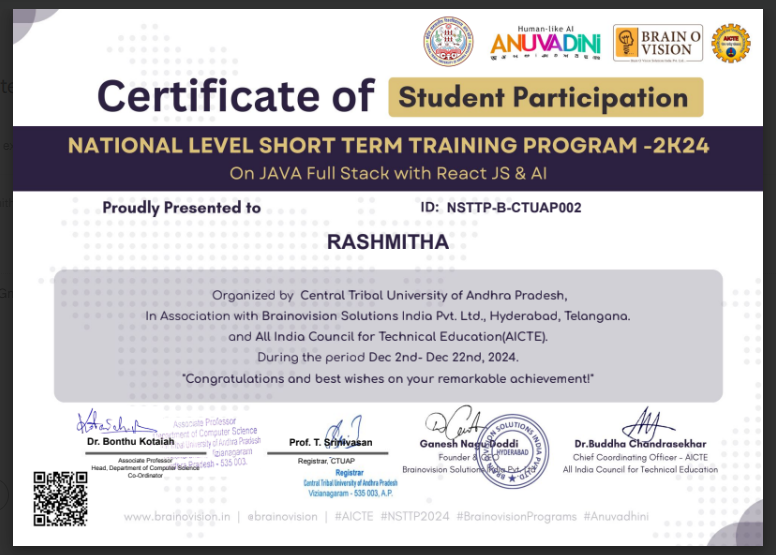 Human-like AI
ANUVADINI
BRAIN O
VISION
AICTE
Certificate of Student Participation
NATIONAL LEVEL SHORT TERM TRAINING PROGRAM -2K24
On JAVA Full Stack with React JS & AI
Proudly Presented to ID: NSTTP-B-CTUAP002
RASHMITHA
Organized by Central Tribal University of Andhra Pradesh,
In Association with Brainovision Solutions India Pvt. Ltd., Hyderabad, Telangana.
and All India Council for Technical Education(AICTE).
During the period Dec 2nd- Dec 22nd, 2024.
"Congratulations and best wishes on your remarkable achievement!"
Associate Professor
Department of Computer Science
Tribal University of Andhra Pradesh
Vizianagaram
Andhra Pradesh - 535 003.
Dr. Bonthu Kotaiah
Associate Professor
Head, Department of Computer Science
Co-Ordinator
Prof. T. Srinivasan
Registrar, CTUAP
Registrar
Central Tribal University of Andhra Pradesh
Vizianagaram - 535 003, A.P.
Ganesh Nagu Doddi
Founder & CEO
Brainovision Solutions India Pvt. Ltd
SOLUTIONS INDIA PVT
HYDERABAD
Dr.Buddha Chandrasekhar
Chief Coordinating Officer - AICTE
All India Council for Technical Education
www.brainovision.in | @brainovision | #AICTE #NSTTP2024 #BrainovisionPrograms #Anuvadhini